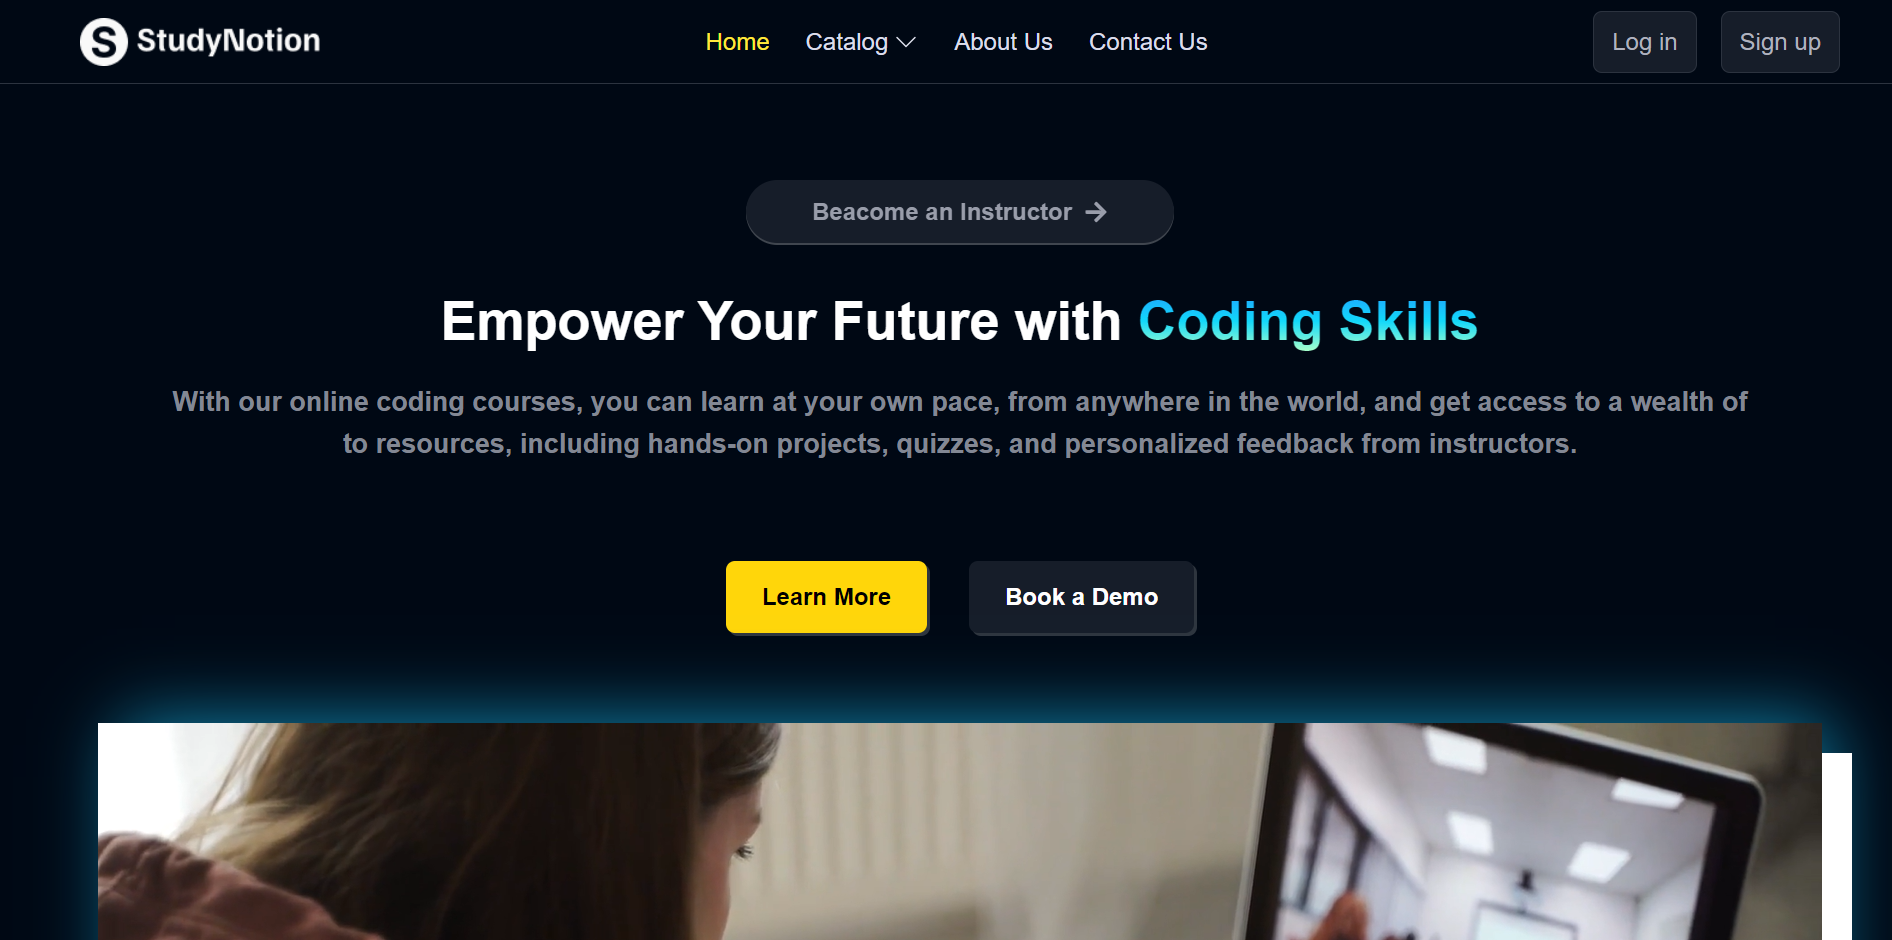 S StudyNotion
Home Catalog About Us Contact Us
Log in Sign up
Beacome an Instructor
Empower Your Future with Coding Skills
With our online coding courses, you can learn at your own pace, from anywhere in the world, and get access to a wealth of
to resources, including hands-on projects, quizzes, and personalized feedback from instructors.
Learn More Book a Demo